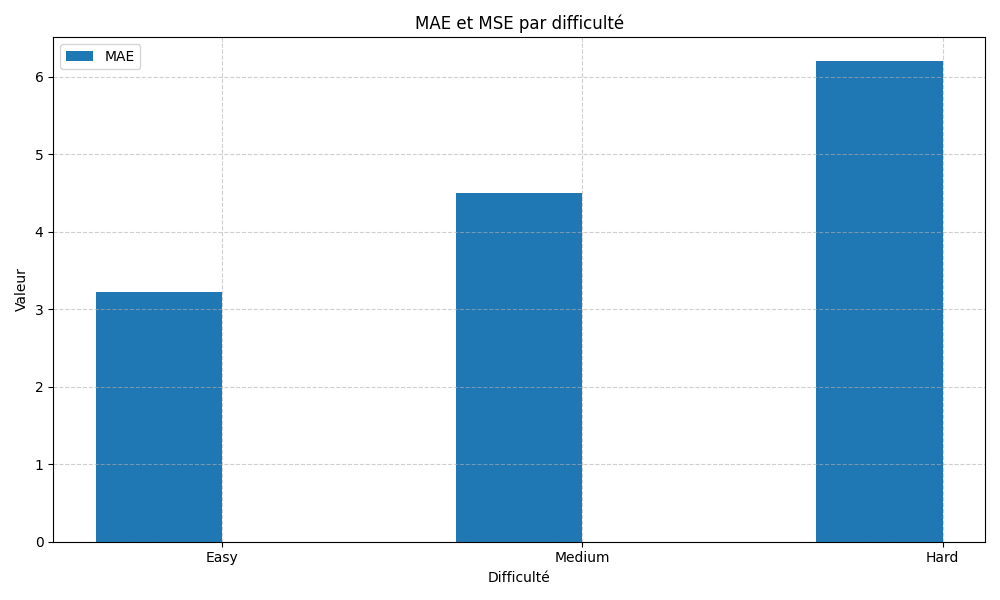 MAE et MSE par difficulté
MAE
6
5
4
3
2
1
0
Valeur
Easy
Medium
Hard
Difficulté